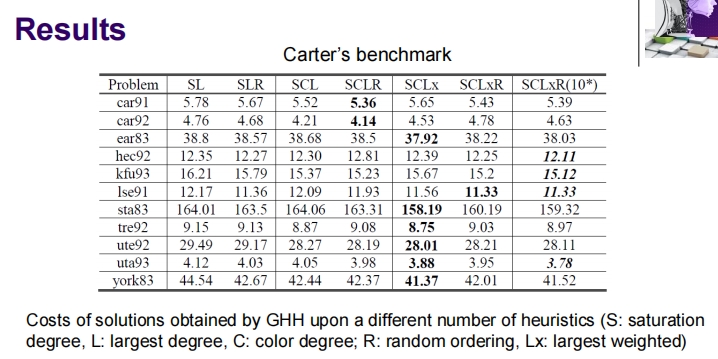 Results
Carter's benchmark
Problem SL SLR SCL SCLR SCLx SCLxR SCLxR(10*)
car91 5.78 5.67 5.52 5.36 5.65 5.43 5.39
car92 4.76 4.68 4.21 4.14 4.53 4.78 4.63
ear83 38.8 38.57 38.68 38.5 37.92 38.22 38.03
hec92 12.35 12.27 12.30 12.81 12.39 12.25 12.11
kfu93 16.21 15.79 15.37 15.23 15.67 15.2 15.12
lse91 12.17 11.36 12.09 11.93 11.56 11.33 11.33
sta83 164.01 163.5 164.06 163.31 158.19 160.19 159.32
tre92 9.15 9.13 8.87 9.08 8.75 9.03 8.97
ute92 29.49 29.17 28.27 28.19 28.01 28.21 28.11
uta93 4.12 4.03 4.05 3.98 3.88 3.95 3.78
york83 44.54 42.67 42.44 42.37 41.37 42.01 41.52
Costs of solutions obtained by GHH upon a different number of heuristics (S: saturation
degree, L: largest degree, C: color degree; R: random ordering, Lx: largest weighted)